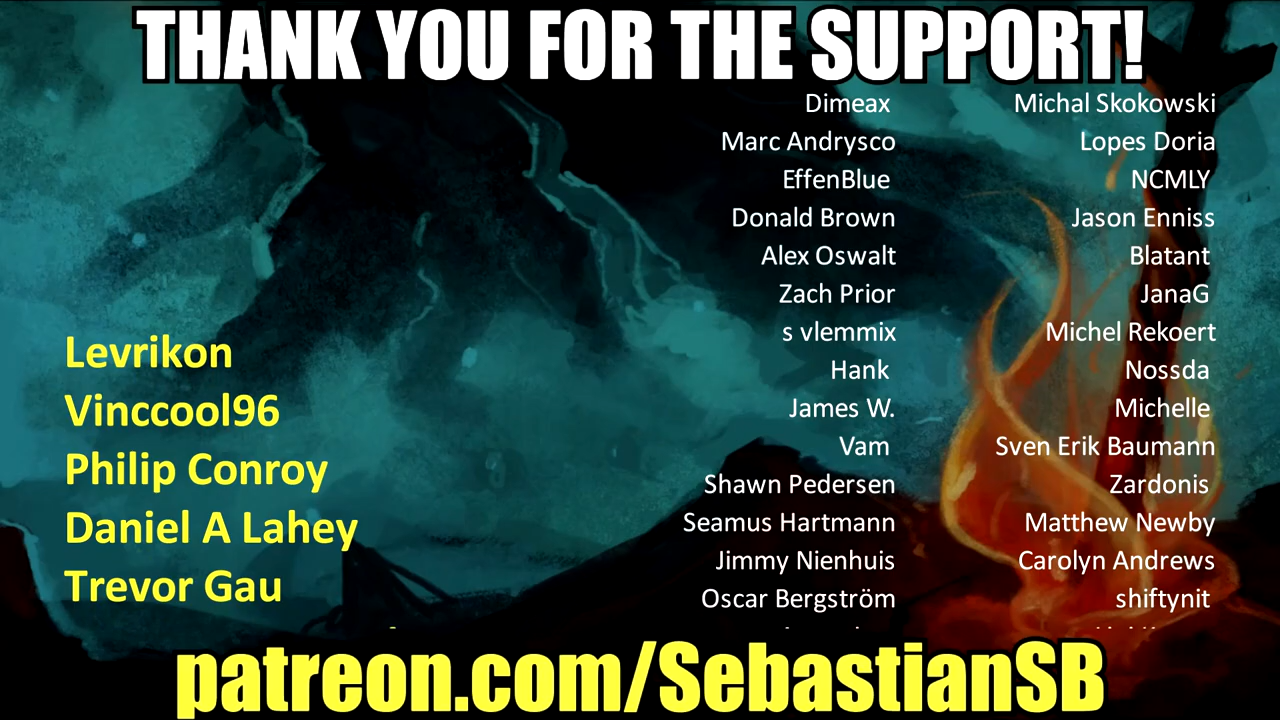 THANK YOU FOR THE SUPPORT!
Levrikon
Vinccool96
Philip Conroy
Daniel A Lahey
Trevor Gau
Dimeax
Marc Andrysco
EffenBlue
Donald Brown
Alex Oswalt
Zach Prior
s vlemmix
Hank
James W.
Vam
Shawn Pedersen
Seamus Hartmann
Jimmy Nienhuis
Oscar Bergström
Michal Skokowski
Lopes Doria
NCMLY
Jason Enniss
Blatant
JanaG
Michel Rekoert
Nossda
Michelle
Sven Erik Baumann
Zardonis
Matthew Newby
Carolyn Andrews
shiftynit
patreon.com/SebastianSB